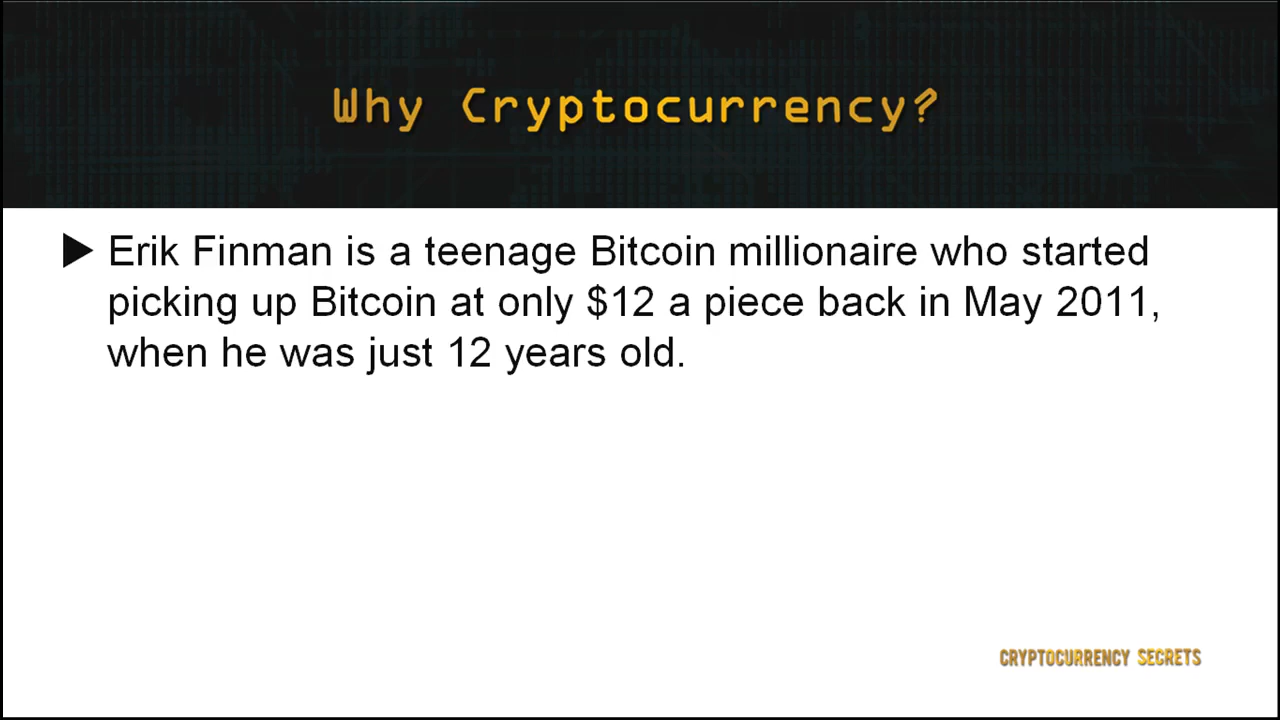 Why Cryptocurrency?
Erik Finman is a teenage Bitcoin millionaire who started
picking up Bitcoin at only $12 a piece back in May 2011,
when he was just 12 years old.
CRYPTOCURRENCY SECRETS